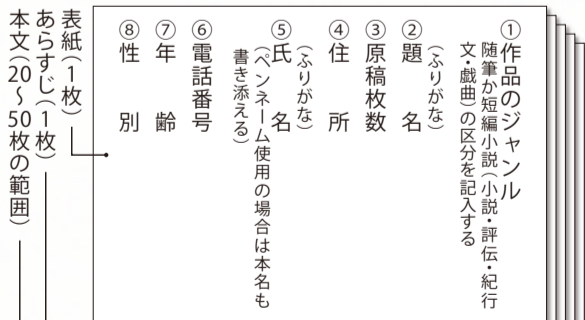 ①作品のジャンル
随筆か短編小説（小説・評伝・紀行
文・戯曲）の区分を記入する
（ふりがな）
②題　名
③原稿枚数
④住　所
（ふりがな）
⑤氏　名
（ペンネーム使用の場合は本名も
書き添える）
⑥電話番号
⑦年　齢
⑧性　別
表紙（1枚）
あらすじ（1枚）
本文（20〜50枚の範囲）